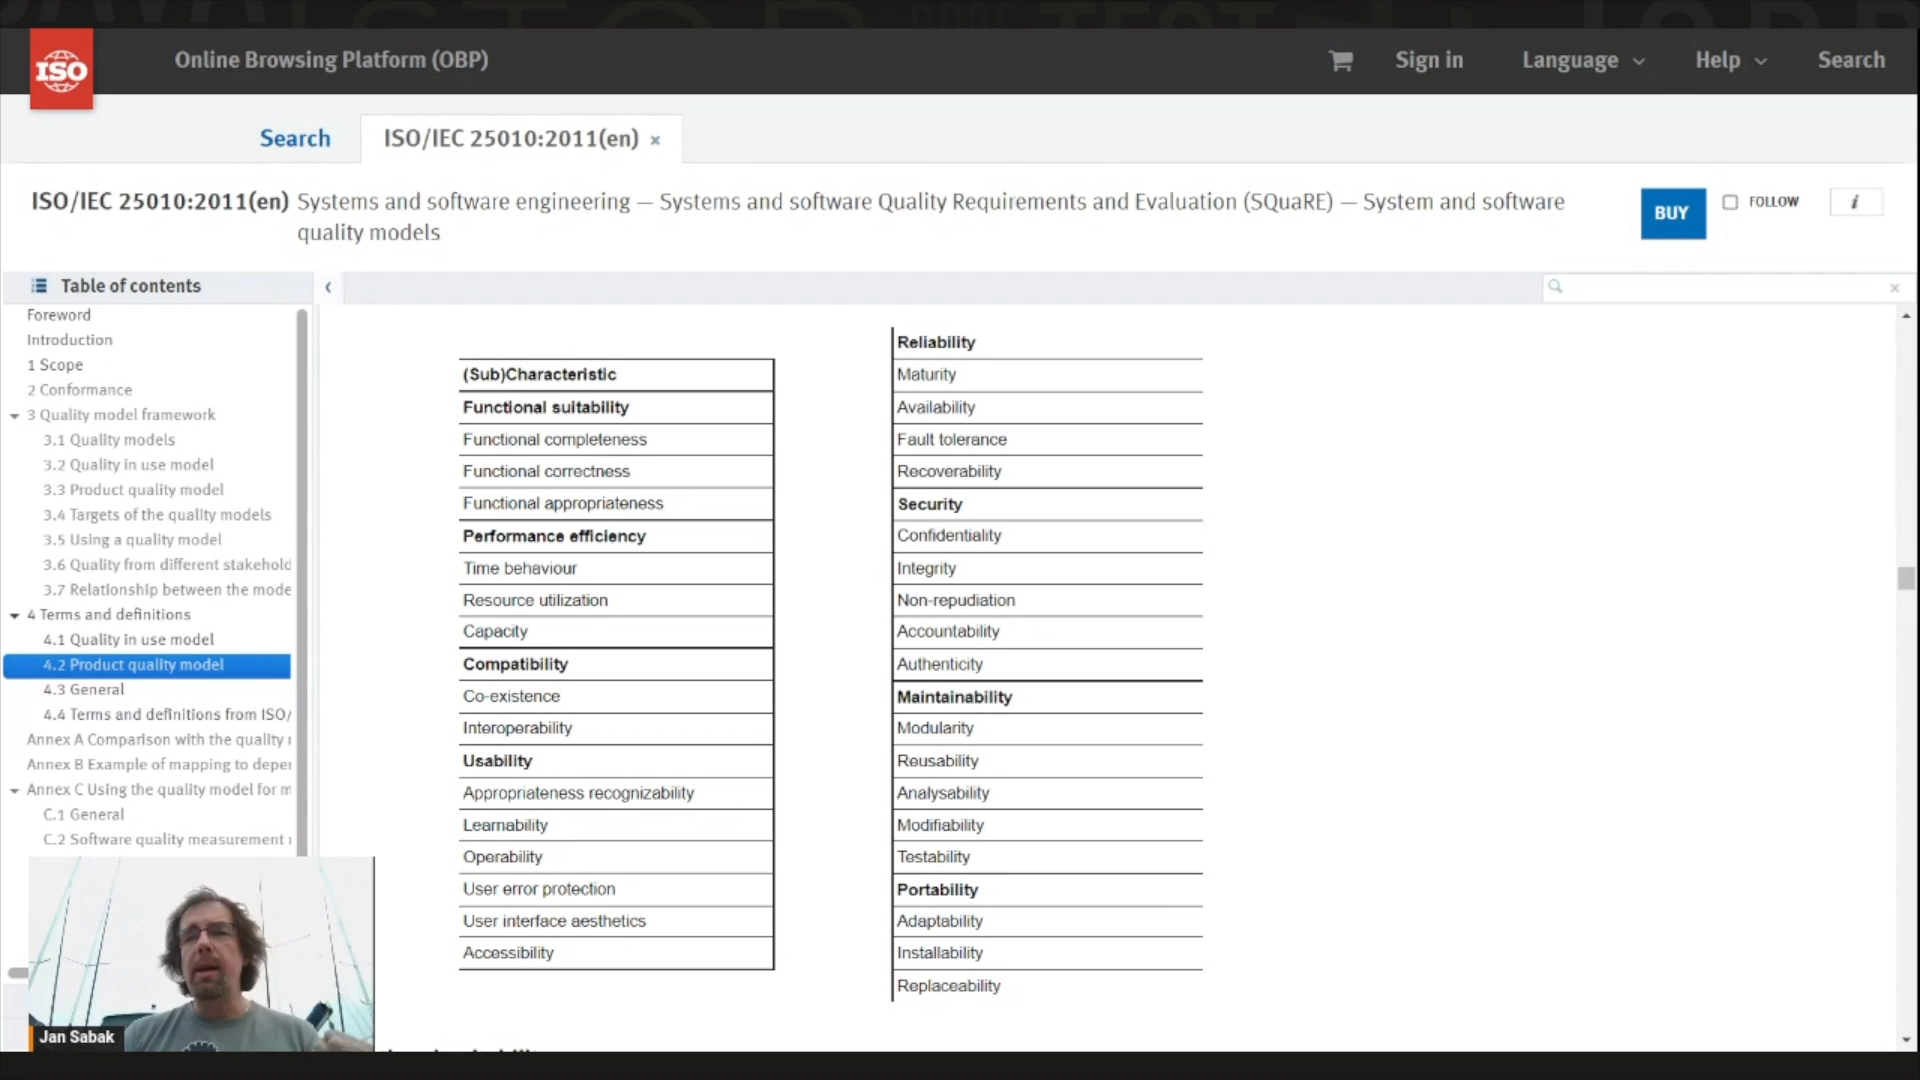 ISO
Online Browsing Platform (OBP)
Sign in
Language
Help
Search
Search
ISO/IEC 25010:2011(en) ×
ISO/IEC 25010:2011(en) Systems and software engineering — Systems and software Quality Requirements and Evaluation (SQuaRE) — System and software
quality models
BUY
FOLLOW
i
Table of contents
Foreword
Introduction
1 Scope
2 Conformance
3 Quality model framework
3.1 Quality models
3.2 Quality in use model
3.3 Product quality model
3.4 Targets of the quality models
3.5 Using a quality model
3.6 Quality from different stakehold
3.7 Relationship between the mode
4 Terms and definitions
4.1 Quality in use model
4.2 Product quality model
4.3 General
4.4 Terms and definitions from ISO/
Annex A Comparison with the quality
Annex B Example of mapping to depe
Annex C Using the quality model for m
C.1 General
C.2 Software quality measurement
(Sub)Characteristic
Functional suitability
Functional completeness
Functional correctness
Functional appropriateness
Performance efficiency
Time behaviour
Resource utilization
Capacity
Compatibility
Co-existence
Interoperability
Usability
Appropriateness recognizability
Learnability
Operability
User error protection
User interface aesthetics
Accessibility
Reliability
Maturity
Availability
Fault tolerance
Recoverability
Security
Confidentiality
Integrity
Non-repudiation
Accountability
Authenticity
Maintainability
Modularity
Reusability
Analysability
Modifiability
Testability
Portability
Adaptability
Installability
Replaceability
Jan Sabak